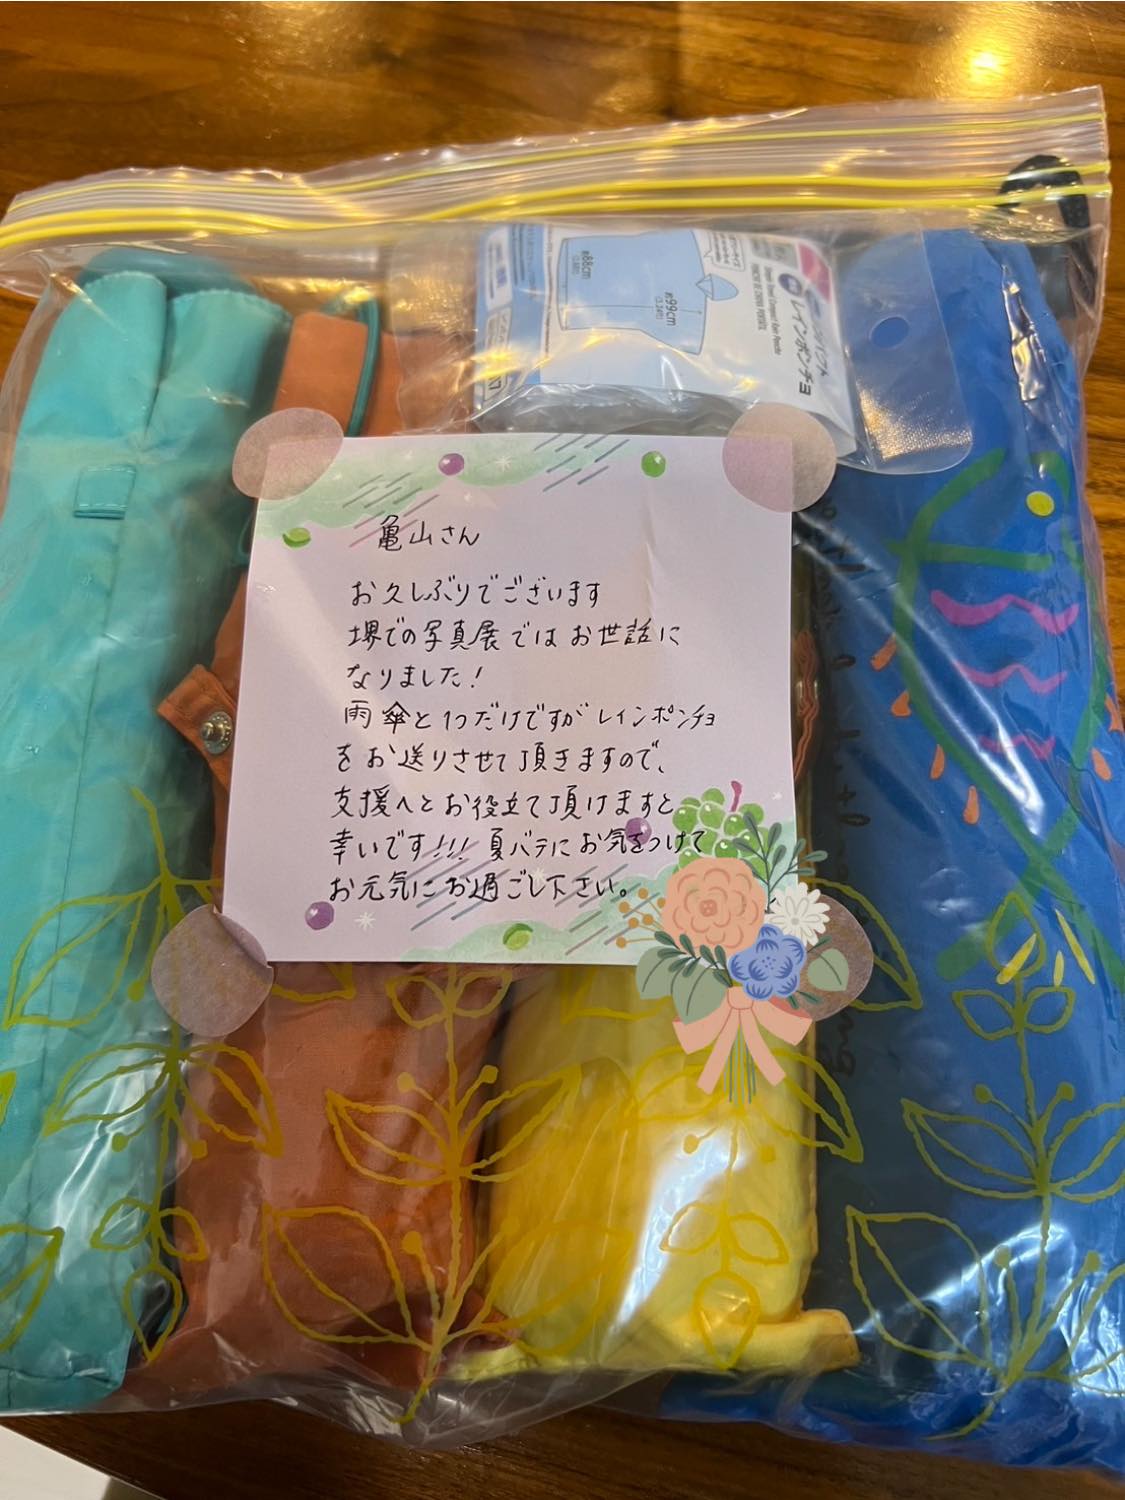 約88cm
約99cm
コンパクト
レインポンチョ
亀山さん
お久しぶりでございます
堺での写真展ではお世話に
なりました!
雨傘と1つだけですがレインポンチョ
をお送りさせて頂きますので、
支援へとお役立て頂けますと
幸いです!!! 夏バテにお気をつけて
お元気にお過ごし下さい。